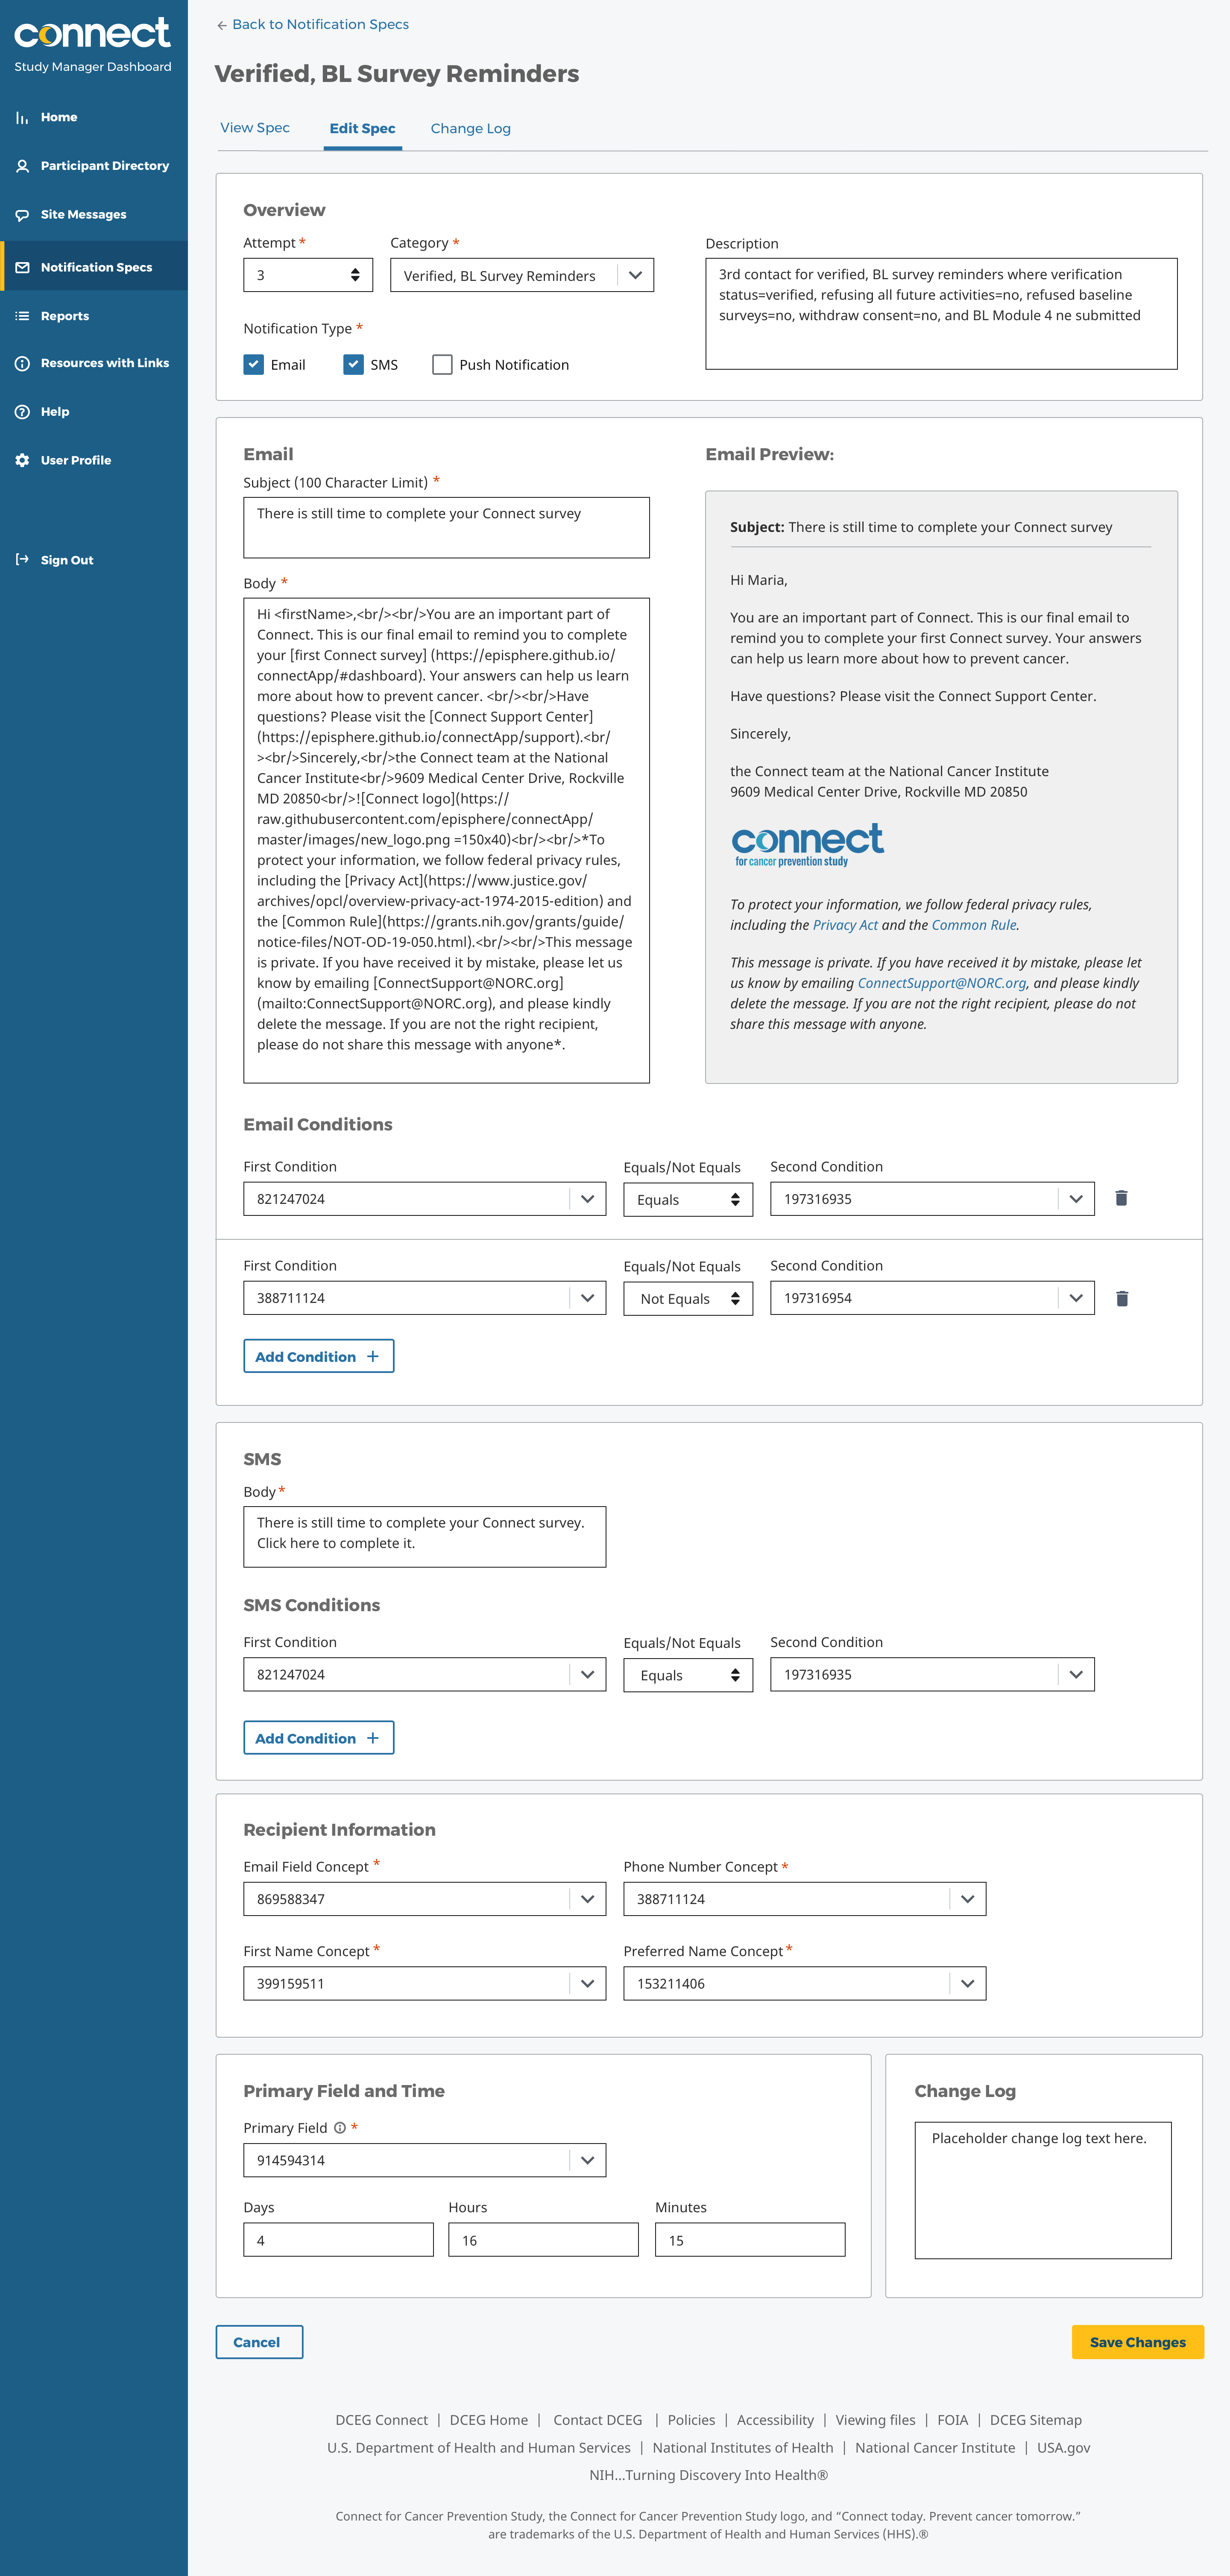 connect
Study Manager Dashboard
Home
Participant Directory
Site Messages
Notification Specs
Reports
Resources with Links
Help
User Profile
Sign Out
← Back to Notification Specs
Verified, BL Survey Reminders
View Spec
Edit Spec
Change Log
Overview
Attempt *
3
Category *
Verified, BL Survey Reminders
Notification Type *
Email
SMS
Push Notification
Description
3rd contact for verified, BL survey reminders where verification
status=verified, refusing all future activities=no, refused baseline
surveys=no, withdraw consent=no, and BL Module 4 ne submitted
Email
Subject (100 Character Limit) *
There is still time to complete your Connect survey
Body *
Hi <firstName>,<br/><br/>You are an important part of
Connect. This is our final email to remind you to complete
your [first Connect survey] (https://episphere.github.io/
connectApp/#dashboard). Your answers can help us learn
more about how to prevent cancer. <br/><br/>Have
questions? Please visit the [Connect Support Center]
(https://episphere.github.io/connectApp/support).<br/
><br/>Sincerely,<br/>the Connect team at the National
Cancer Institute<br/>9609 Medical Center Drive, Rockville
MD 20850<br/>![Connect logo](https://
raw.githubusercontent.com/episphere/connectApp/
master/images/new_logo.png =150x40)<br/><br/>*To
protect your information, we follow federal privacy rules,
including the [Privacy Act](https://www.justice.gov/
archives/opcl/overview-privacy-act-1974-2015-edition) and
the [Common Rule](https://grants.nih.gov/grants/guide/
notice-files/NOT-OD-19-050.html).<br/><br/>This message
is private. If you have received it by mistake, please let us
know by emailing [ConnectSupport@NORC.org]
(mailto:ConnectSupport@NORC.org), and please kindly
delete the message. If you are not the right recipient,
please do not share this message with anyone*.
Email Preview:
Subject: There is still time to complete your Connect survey
Hi Maria,
You are an important part of Connect. This is our final email to
remind you to complete your first Connect survey. Your answers
can help us learn more about how to prevent cancer.
Have questions? Please visit the Connect Support Center.
Sincerely,
the Connect team at the National Cancer Institute
9609 Medical Center Drive, Rockville MD 20850
connect
for cancer prevention study
To protect your information, we follow federal privacy rules,
including the Privacy Act and the Common Rule.
This message is private. If you have received it by mistake, please let
us know by emailing ConnectSupport@NORC.org, and please kindly
delete the message. If you are not the right recipient, please do not
share this message with anyone.
Email Conditions
First Condition
821247024
Equals/Not Equals
Equals
Second Condition
197316935
First Condition
388711124
Equals/Not Equals
Not Equals
Second Condition
197316954
Add Condition +
SMS
Body *
There is still time to complete your Connect survey.
Click here to complete it.
SMS Conditions
First Condition
821247024
Equals/Not Equals
Equals
Second Condition
197316935
Add Condition +
Recipient Information
Email Field Concept *
869588347
Phone Number Concept *
388711124
First Name Concept *
399159511
Preferred Name Concept *
153211406
Primary Field and Time
Primary Field *
914594314
Days
4
Hours
16
Minutes
15
Change Log
Placeholder change log text here.
Cancel
Save Changes
DCEG Connect | DCEG Home | Contact DCEG | Policies | Accessibility | Viewing files | FOIA | DCEG Sitemap
U.S. Department of Health and Human Services | National Institutes of Health | National Cancer Institute | USA.gov
NIH...Turning Discovery Into Health®
Connect for Cancer Prevention Study, the Connect for Cancer Prevention Study logo, and “Connect today. Prevent cancer tomorrow.”
are trademarks of the U.S. Department of Health and Human Services (HHS).®